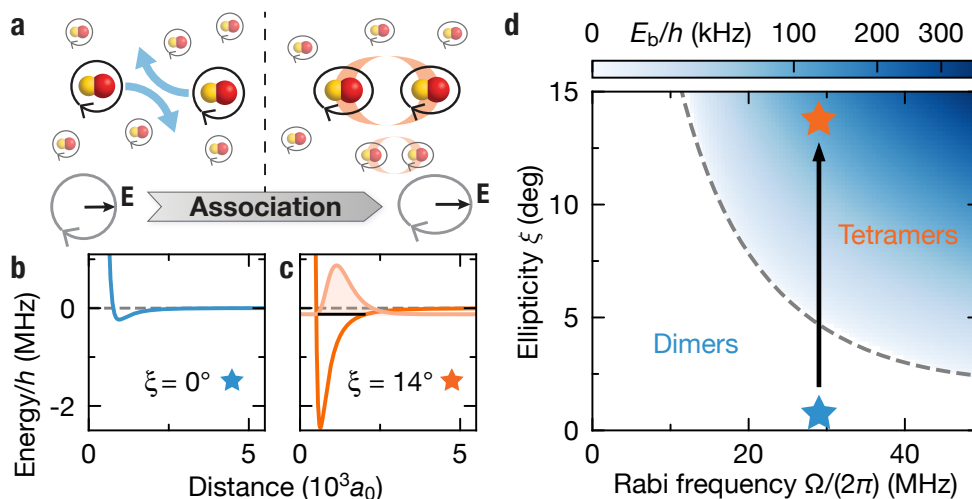 a
E
Association
E
b
Energy/h (MHz)
0
-2
ξ = 0°
0
5
c
ξ = 14°
0
5
Distance (10³a₀)
d
0 E_b/h (kHz) 130 200 300
Ellipticity ξ (deg)
15
10
5
0
Tetramers
Dimers
0
20
40
Rabi frequency Ω/(2π) (MHz)